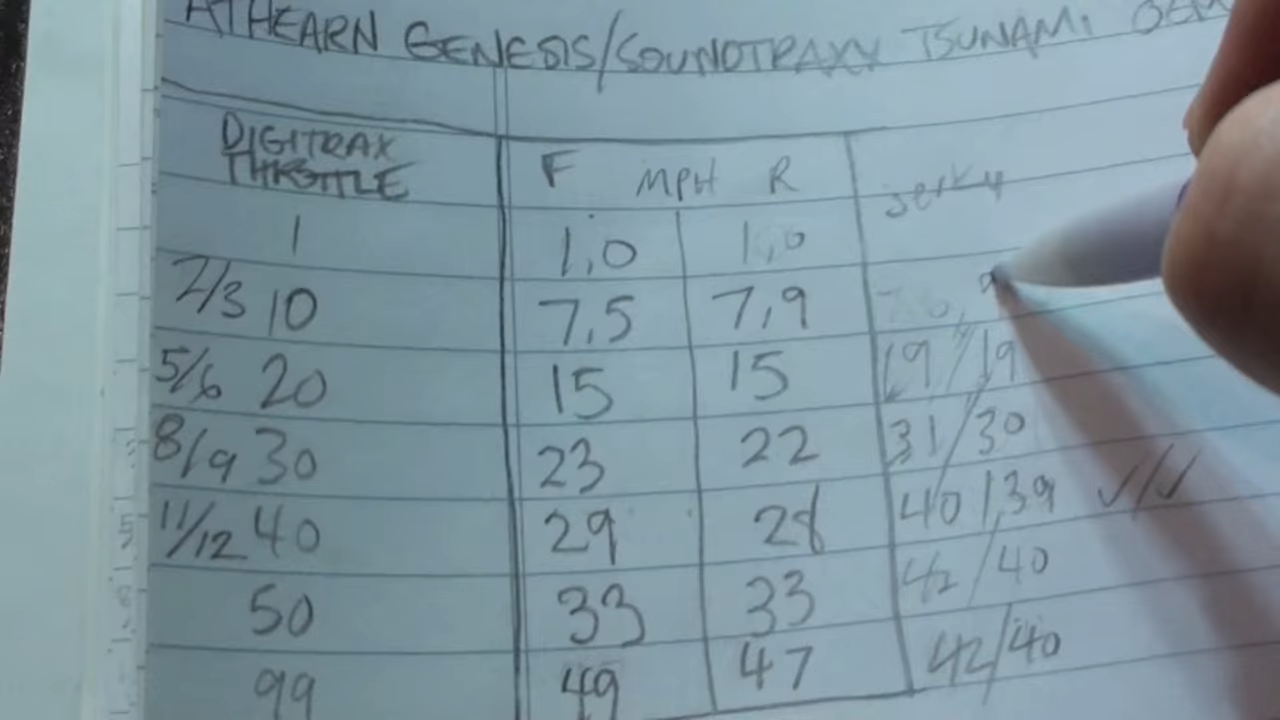 ATHEARN GENESIS/SOUNDTRAXX TSUNAMI OEM
DIGITRAX THROTTLE F MPH R jerky
1 1,0 1,0
2/3 10 7,5 7,9
5/6 20 15 15 19/19
8/9 30 23 22 31/30
11/12 40 29 28 40/39 ✓/✓
50 33 33 42/40
99 49 47 42/40